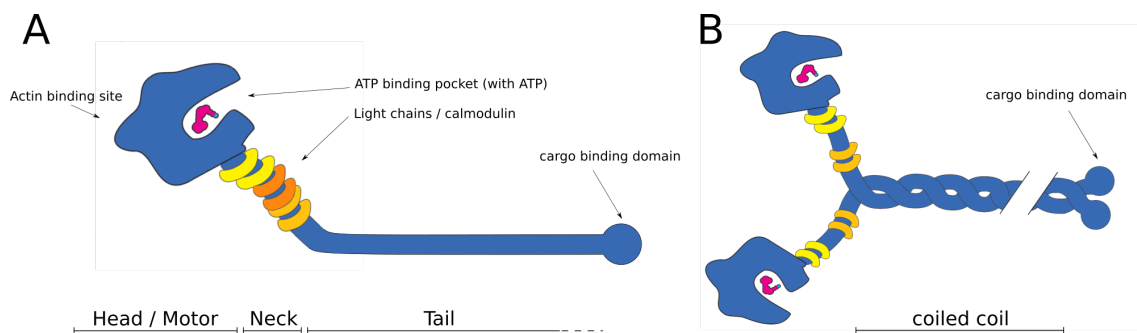 A
Actin binding site
ATP binding pocket (with ATP)
Light chains / calmodulin
cargo binding domain
Head / Motor
Neck
Tail
B
cargo binding domain
coiled coil